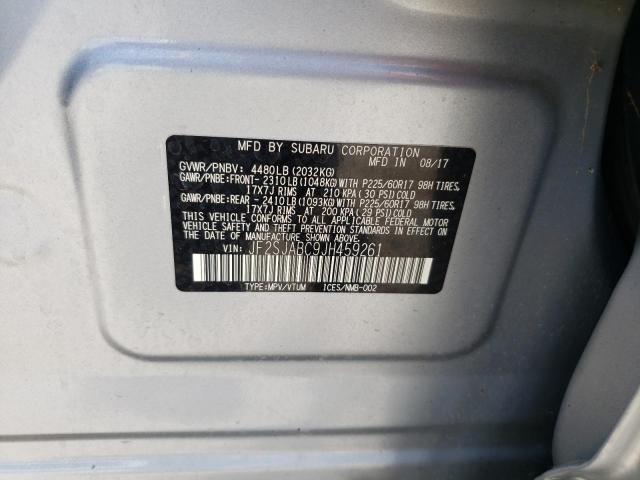 MFD BY SUBARU CORPORATION
MFD IN 08/17
GVWR/PNBV: 4480LB (2032KG)
GAWR/PNBE:FRONT- 2310LB(1048KG)WITH P225/60R17 98H TIRES,
17X7J RIMS AT 210 KPA( 30 PSI)COLD
GAWR/PNBE:REAR - 2410LB(1093KG)WITH P225/60R17 98H TIRES,
17X7J RIMS AT 200 KPA(29 PSI)COLD
THIS VEHICLE CONFORMS TO ALL APPLICABLE FEDERAL MOTOR
VEHICLE SAFETY AND THEFT PREVENTION STANDARDS IN EFFECT ON
THE DATE OF MANUFACTURE SHOWN ABOVE.
VIN: JF2SJABC9JH459261
TYPE:MPV/VTUM ICES/NMB-002